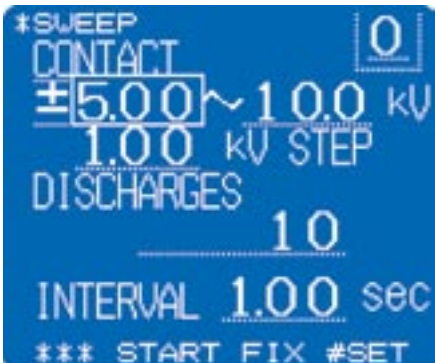 *SWEEP
0
CONTACT
±5.00~10.0 kV
1.00 kV STEP
DISCHARGES
10
INTERVAL 1.00 sec
*** START FIX #SET